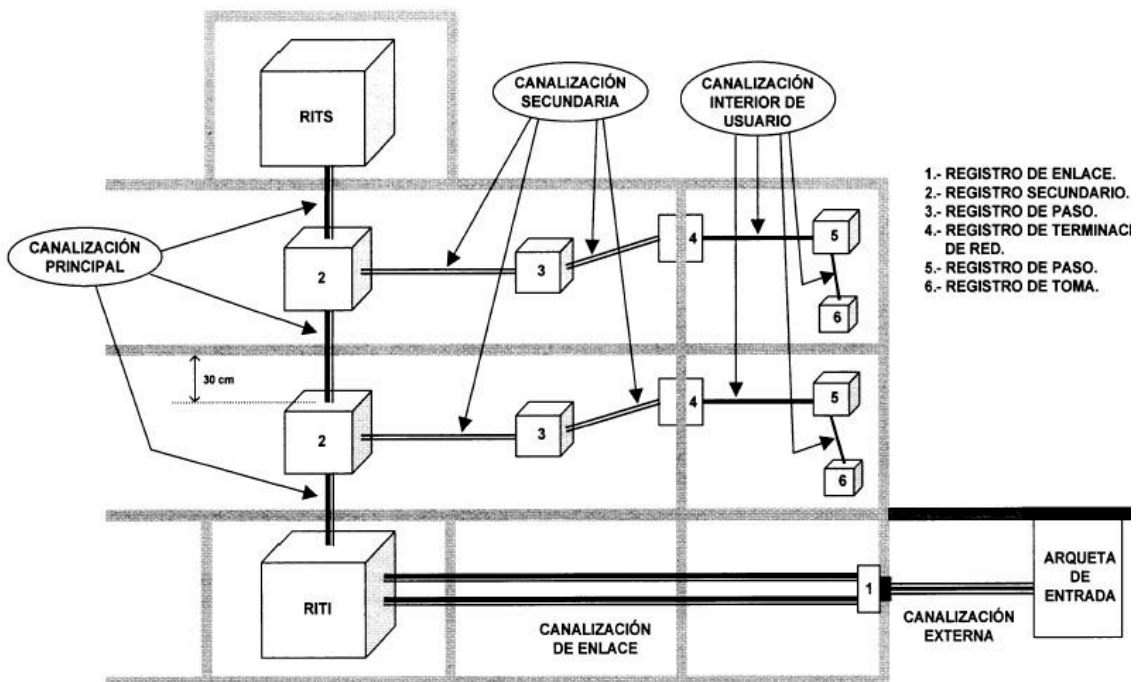 RITS
CANALIZACIÓN
SECUNDARIA
CANALIZACIÓN
INTERIOR DE
USUARIO
1.- REGISTRO DE ENLACE.
2.- REGISTRO SECUNDARIO.
3.- REGISTRO DE PASO.
4.- REGISTRO DE TERMINACI
DE RED.
5.- REGISTRO DE PASO.
6.- REGISTRO DE TOMA.
CANALIZACIÓN
PRINCIPAL
2
3
4
5
6
30 cm
2
3
4
5
6
RITI
1
CANALIZACIÓN
DE ENLACE
CANALIZACIÓN
EXTERNA
ARQUETA
DE
ENTRADA